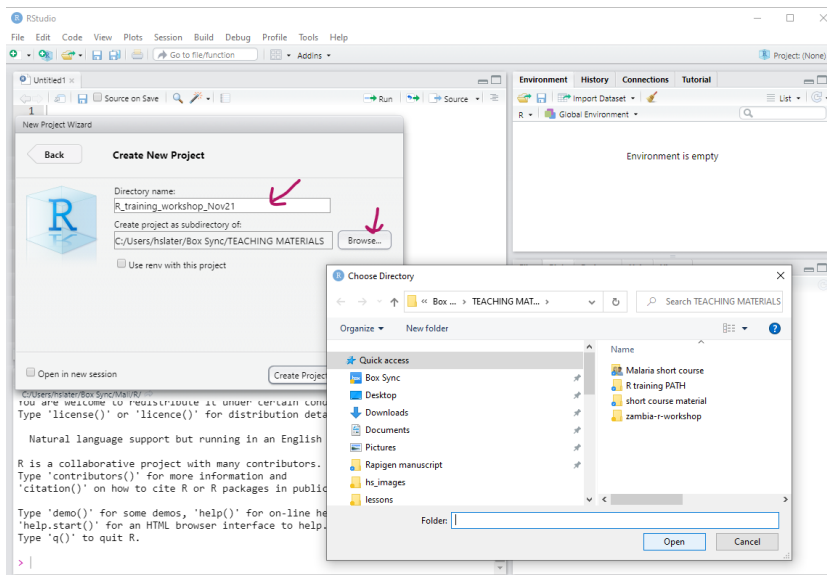 RStudio
File Edit Code View Plots Session Build Debug Profile Tools Help
Go to file/function
Addins
Project: (None)
Untitled1
Source on Save
Run
Source
1
Environment History Connections Tutorial
Import Dataset
List
R
Global Environment
Environment is empty
New Project Wizard
Back
Create New Project
R
Directory name:
R_training_workshop_Nov21
Create project as subdirectory of:
C:/Users/hslater/Box Sync/TEACHING MATERIALS
Browse...
Use renv with this project
Open in new session
Create Project
C:/Users/hslater/Box Sync/Mali/R/
You are welcome to redistribute it under certain cond
Type 'license()' or 'licence()' for distribution deta
Natural language support but running in an English
R is a collaborative project with many contributors.
Type 'contributors()' for more information and
'citation()' on how to cite R or R packages in public
Type 'demo()' for some demos, 'help()' for on-line he
'help.start()' for an HTML browser interface to help.
Type 'q()' to quit R.
>
Choose Directory
« Box ... > TEACHING MAT... >
Search TEACHING MATERIALS
Organize
New folder
Quick access
Box Sync
Desktop
Downloads
Documents
Pictures
Rapigen manuscript
hs_images
lessons
Name
Malaria short course
R training PATH
short course material
zambia-r-workshop
Folder:
Open
Cancel